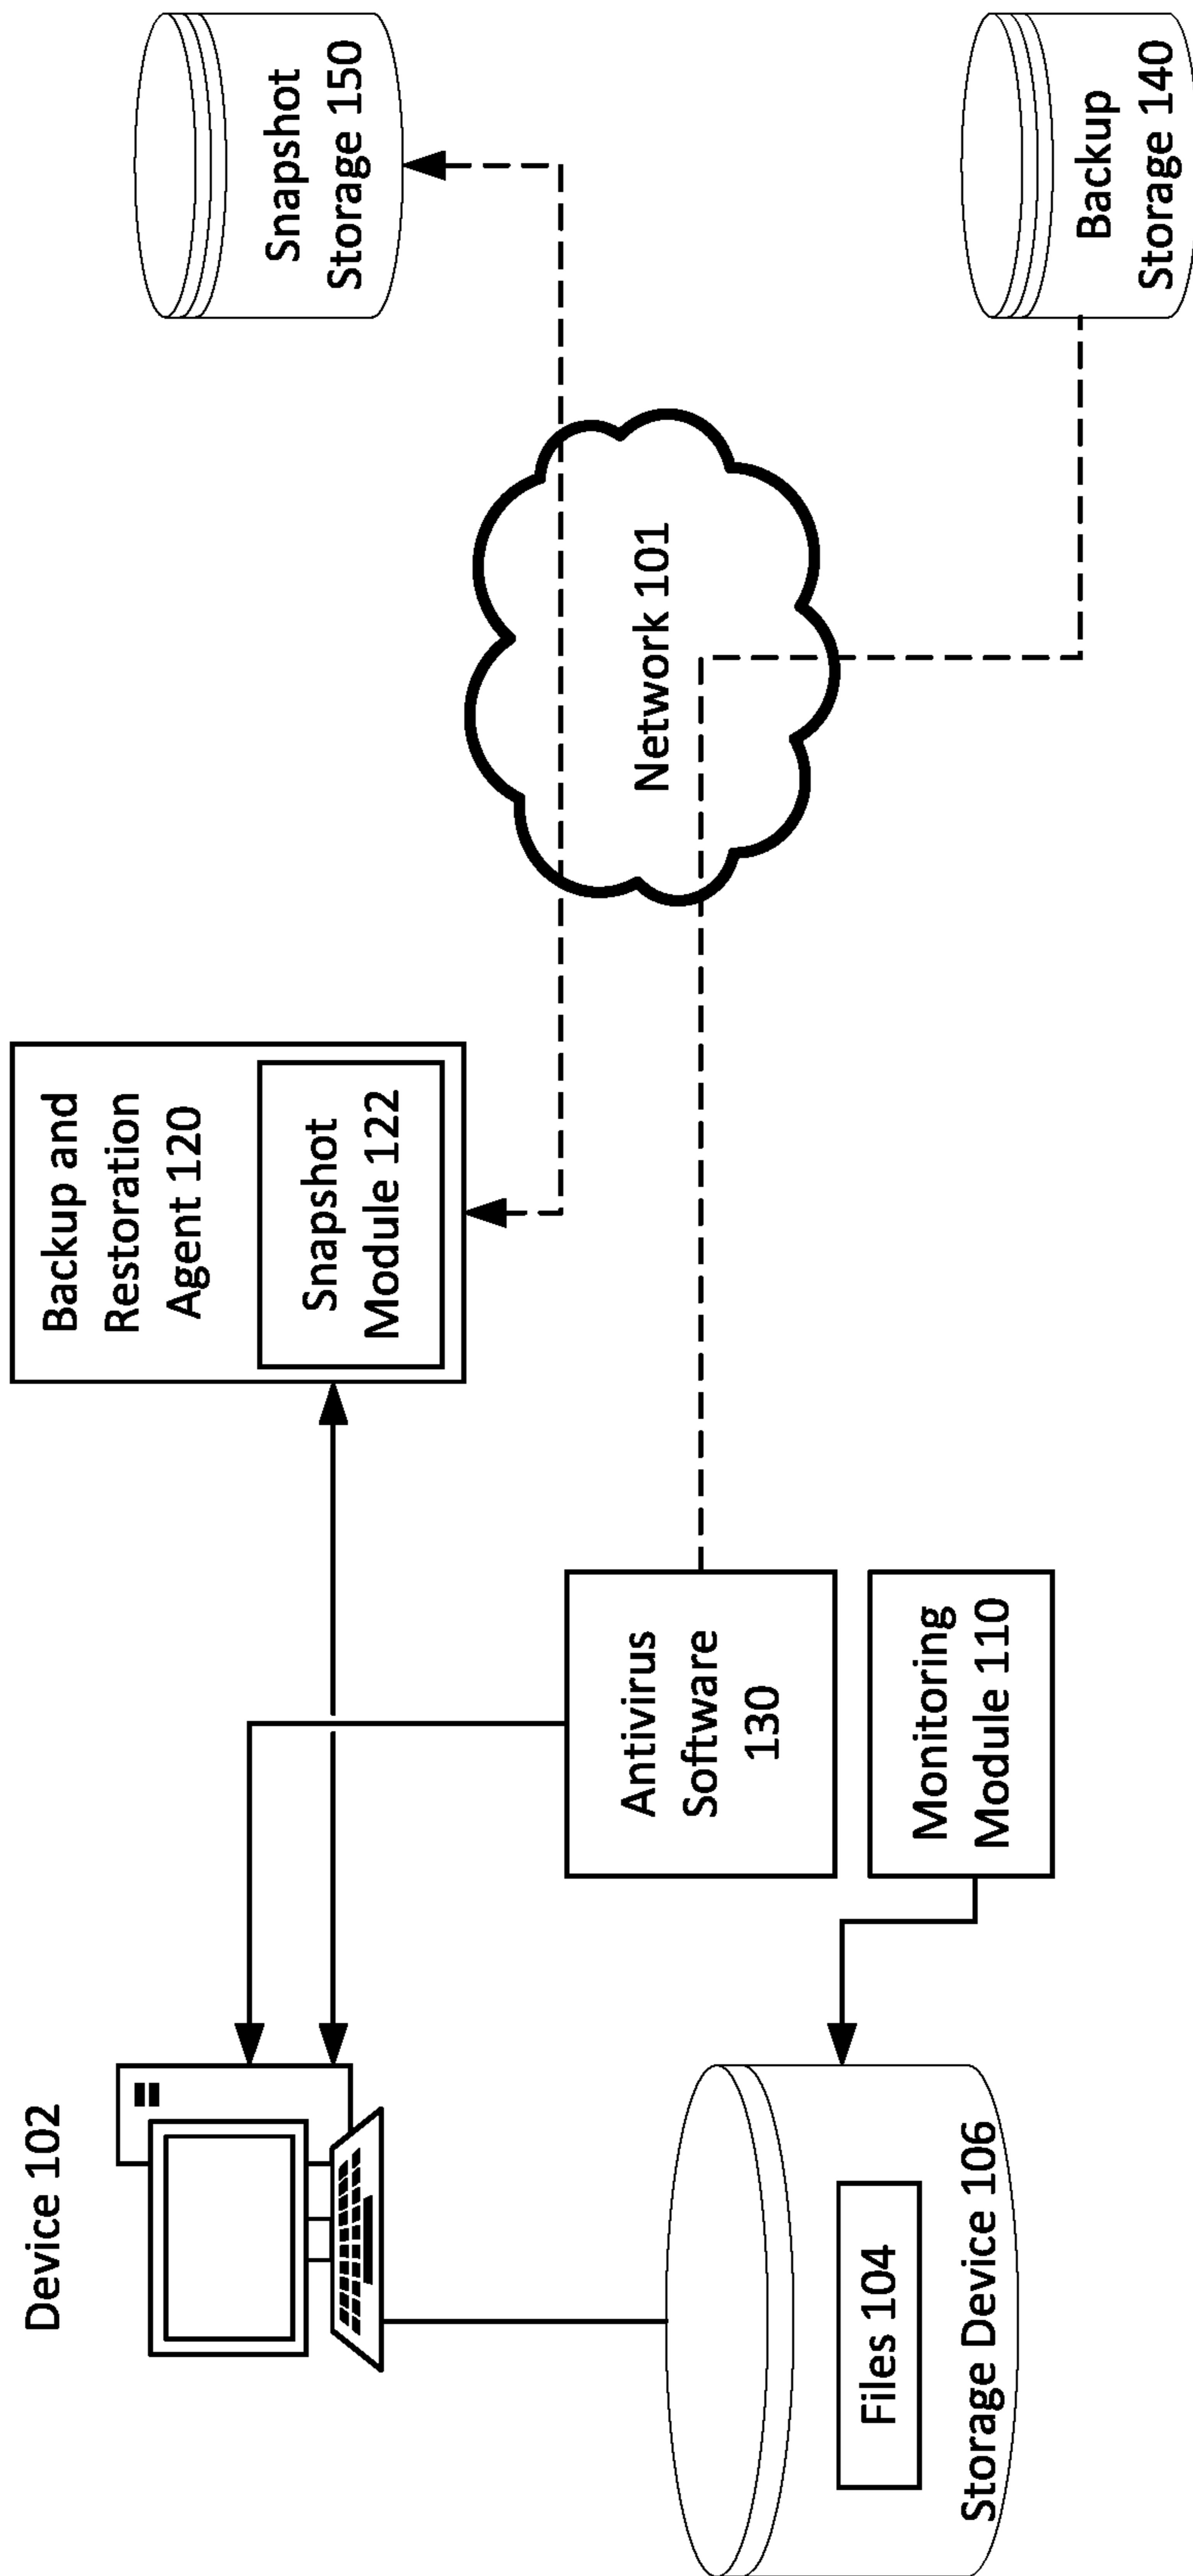 Device 102
Backup and
Restoration
Agent 120
Snapshot
Module 122
Snapshot
Storage 150
Network 101
Antivirus
Software
130
Monitoring
Module 110
Files 104
Storage Device 106
Backup
Storage 140